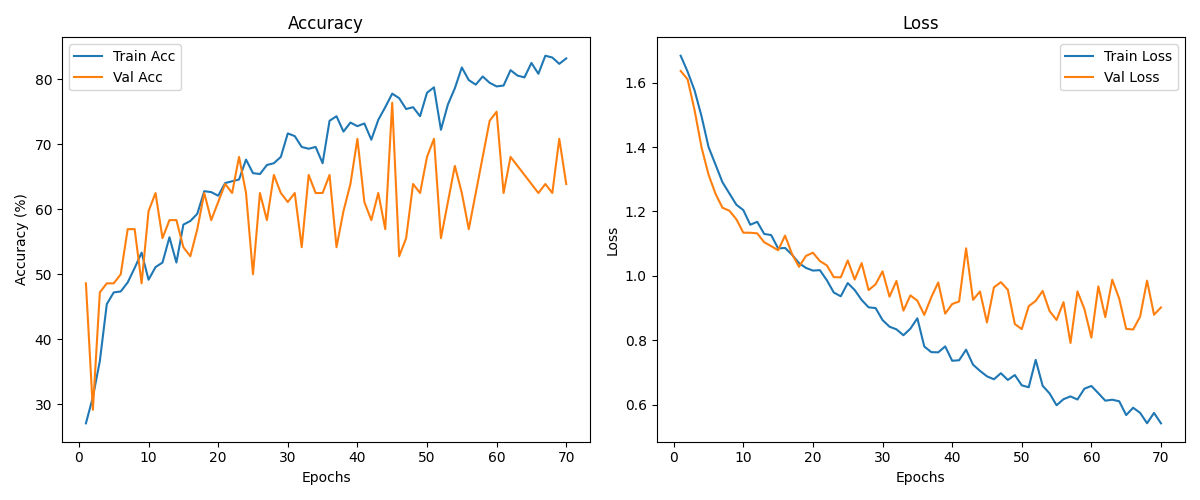 Accuracy
Train Acc
Val Acc
Accuracy (%)
80
70
60
50
40
30
0 10 20 30 40 50 60 70
Epochs
Loss
Train Loss
Val Loss
Loss
1.6
1.4
1.2
1.0
0.8
0.6
0 10 20 30 40 50 60 70
Epochs